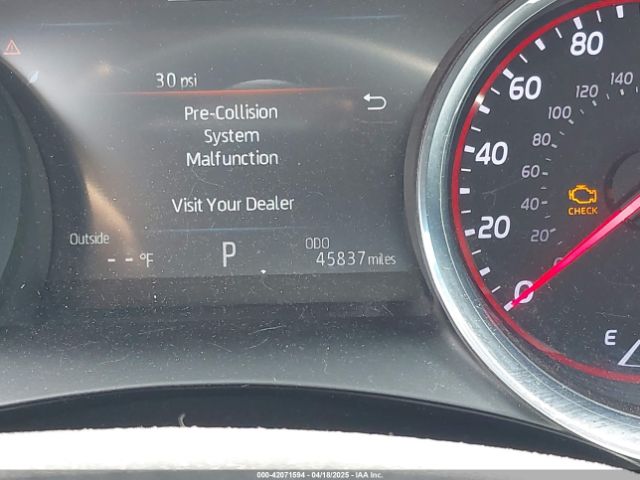 30 psi
Pre-Collision
System
Malfunction
Visit Your Dealer
Outside
-- °F
P
ODO
45837 miles
80
60
40
20
0
140
120
100
80
60
40
20
CHECK
E
000-42071594 - 04/18/2025 - IAA Inc.